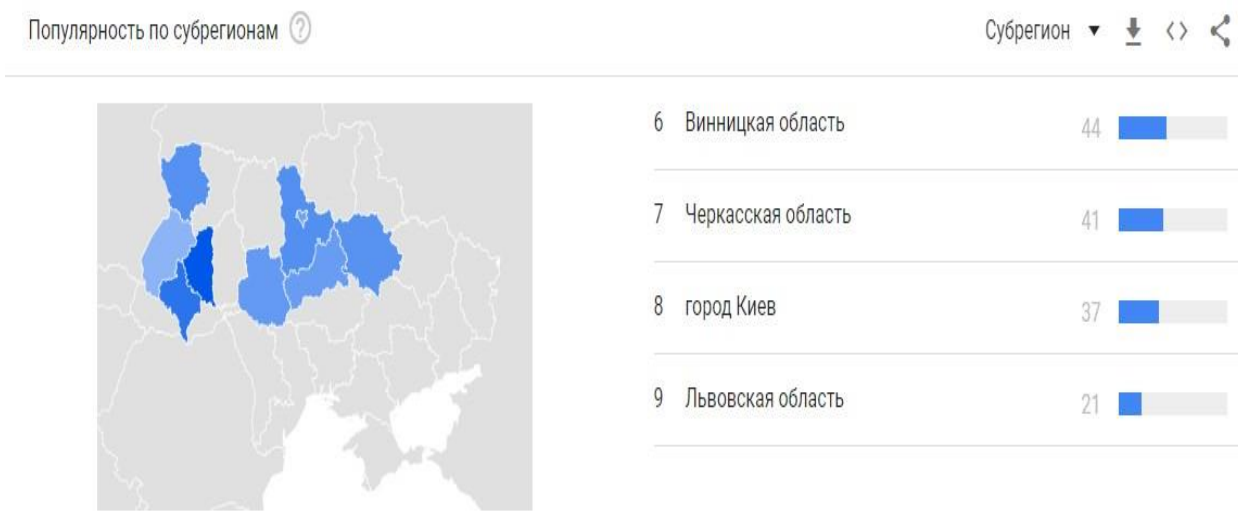 Популярность по субрегионам ?
Субрегион
6 Винницкая область 44
7 Черкасская область 41
8 город Киев 37
9 Львовская область 21